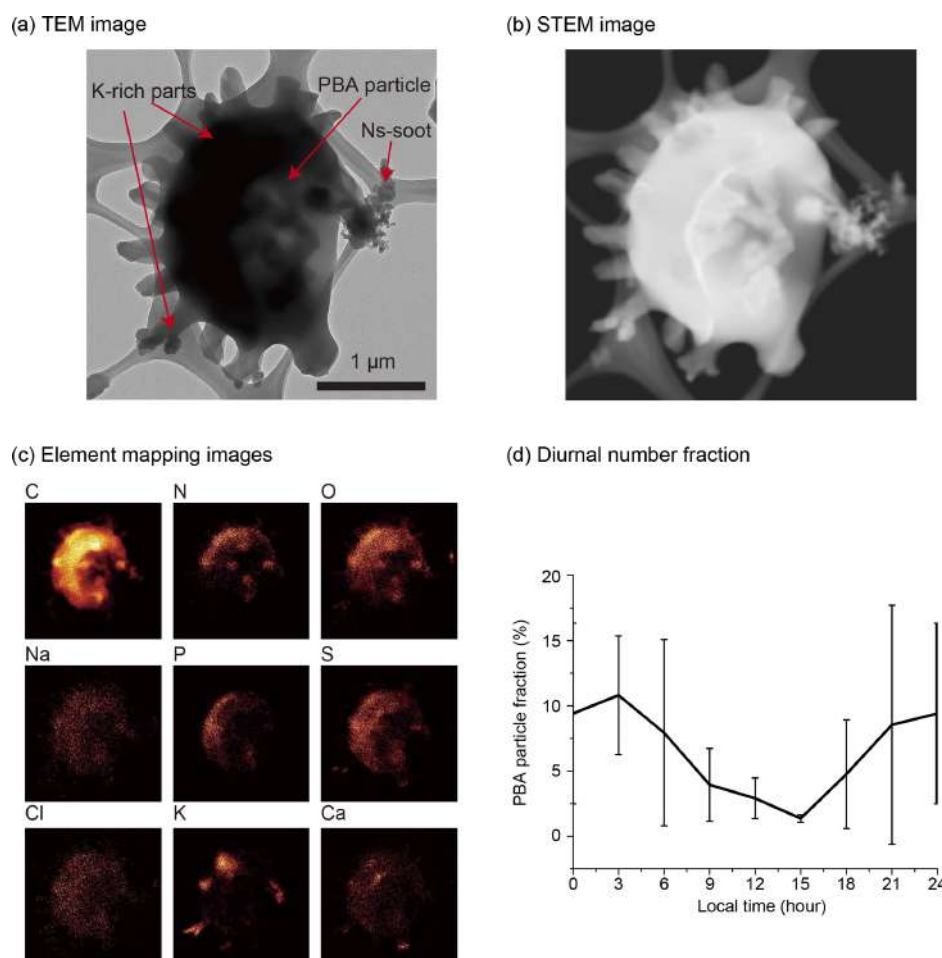 (a) TEM image
(b) STEM image
K-rich parts
PBA particle
Ns-soot
1 µm
(c) Element mapping images
(d) Diurnal number fraction
C N O
Na P S
Cl K Ca
PBA particle fraction (%)
20
15
10
5
0
0 3 6 9 12 15 18 21 24
Local time (hour)